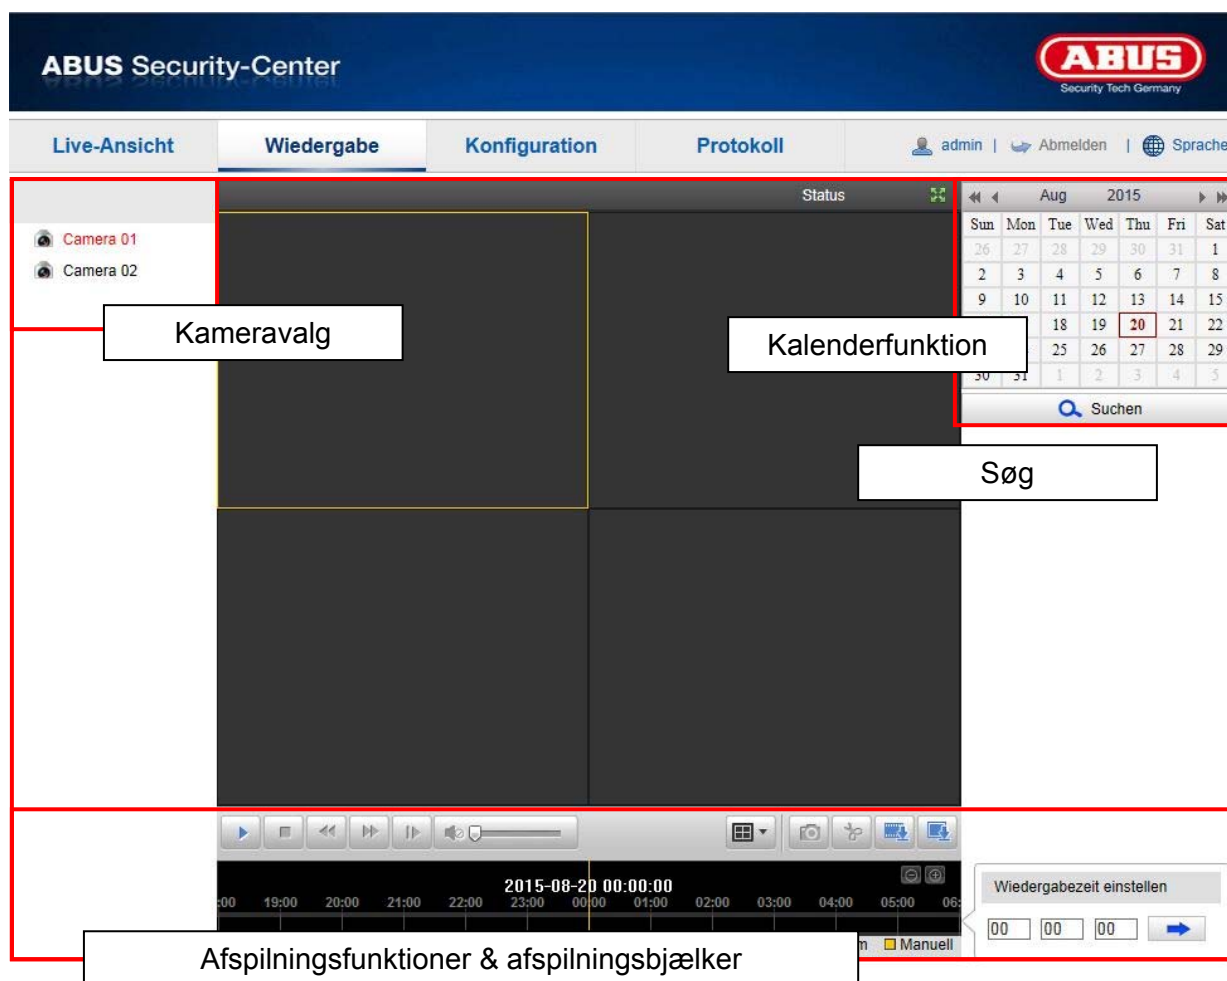 ABUS Security-Center
ABUS
Security Tech Germany
Live-Ansicht Wiedergabe Konfiguration Protokoll admin | Abmelden | Sprache
Status
Camera 01
Camera 02
Kameravalg
Aug 2015
Sun Mon Tue Wed Thu Fri Sat
26 27 28 29 30 31 1
2 3 4 5 6 7 8
9 10 11 12 13 14 15
18 19 20 21 22
25 26 27 28 29
30 31 1 2 3 4 5
Kalenderfunktion
Suchen
Søg
2015-08-20 00:00:00
:00 19:00 20:00 21:00 22:00 23:00 00:00 01:00 02:00 03:00 04:00 05:00 06:
Manuell
Wiedergabezeit einstellen
00 00 00
Afspilningsfunktioner & afspilningsbjælker